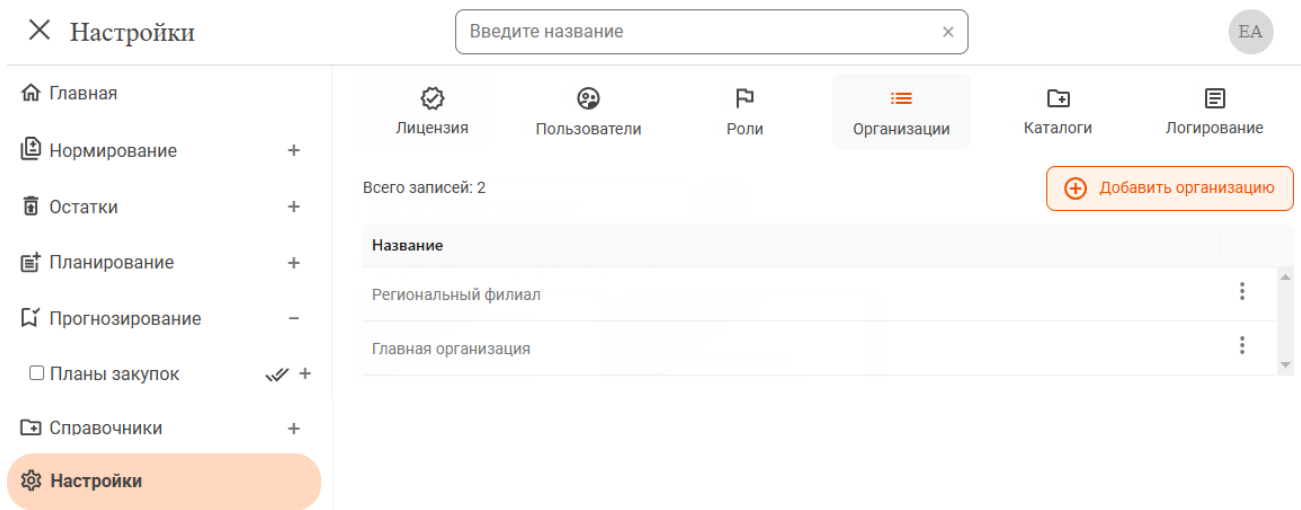 Настройки
Введите название
EA
Главная
Нормирование
Остатки
Планирование
Прогнозирование
Планы закупок
Справочники
Настройки
Лицензия
Пользователи
Роли
Организации
Каталоги
Логирование
Всего записей: 2
Добавить организацию
Название
Региональный филиал
Главная организация